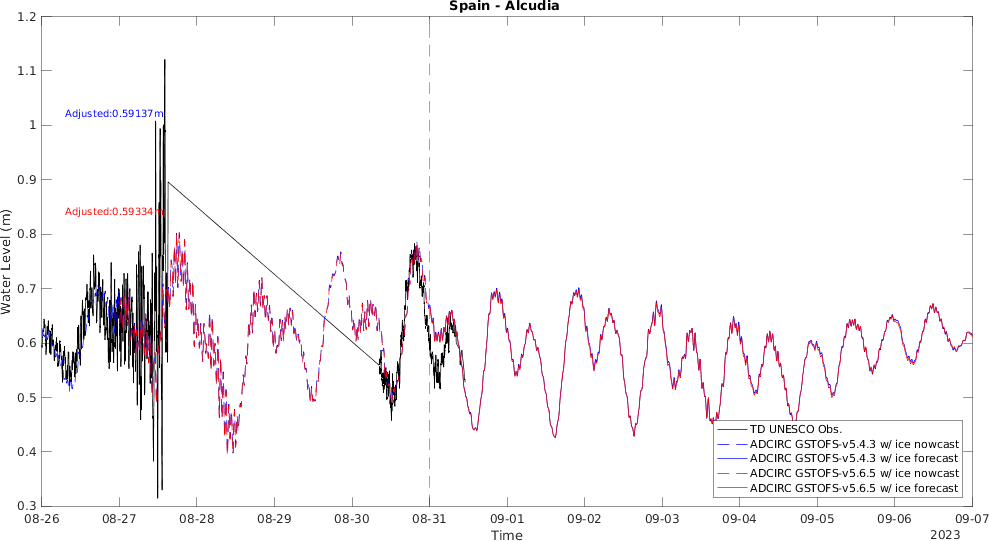 Spain - Alcudia
1.2
1.1
1
0.9
0.8
0.7
0.6
0.5
0.4
0.3
Water Level (m)
Adjusted:0.59137m
Adjusted:0.59334m
TD UNESCO Obs.
ADCIRC GSTOFS-v5.4.3 w/ ice nowcast
ADCIRC GSTOFS-v5.4.3 w/ ice forecast
ADCIRC GSTOFS-v5.6.5 w/ ice nowcast
ADCIRC GSTOFS-v5.6.5 w/ ice forecast
08-26 08-27 08-28 08-29 08-30 08-31 09-01 09-02 09-03 09-04 09-05 09-06 09-07
Time
2023